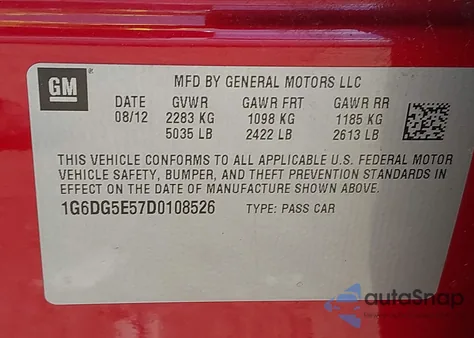 GM
MFD BY GENERAL MOTORS LLC
DATE GVWR GAWR FRT GAWR RR
08/12 2283 KG 1098 KG 1185 KG
5035 LB 2422 LB 2613 LB
THIS VEHICLE CONFORMS TO ALL APPLICABLE U.S. FEDERAL MOTOR
VEHICLE SAFETY, BUMPER, AND THEFT PREVENTION STANDARDS IN
EFFECT ON THE DATE OF MANUFACTURE SHOWN ABOVE.
1G6DG5E57D0108526 TYPE: PASS CAR
autoSnap